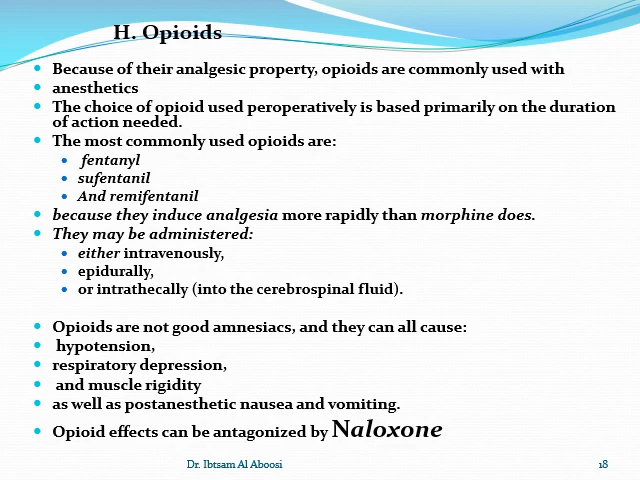 H. Opioids
Because of their analgesic property, opioids are commonly used with
anesthetics
The choice of opioid used peroperatively is based primarily on the duration
of action needed.
The most commonly used opioids are:
fentanyl
sufentanil
And remifentanil
because they induce analgesia more rapidly than morphine does.
They may be administered:
either intravenously,
epidurally,
or intrathecally (into the cerebrospinal fluid).
Opioids are not good amnesiacs, and they can all cause:
hypotension,
respiratory depression,
and muscle rigidity
as well as postanesthetic nausea and vomiting.
Opioid effects can be antagonized by Naloxone
Dr. Ibtsam Al Aboosi
18